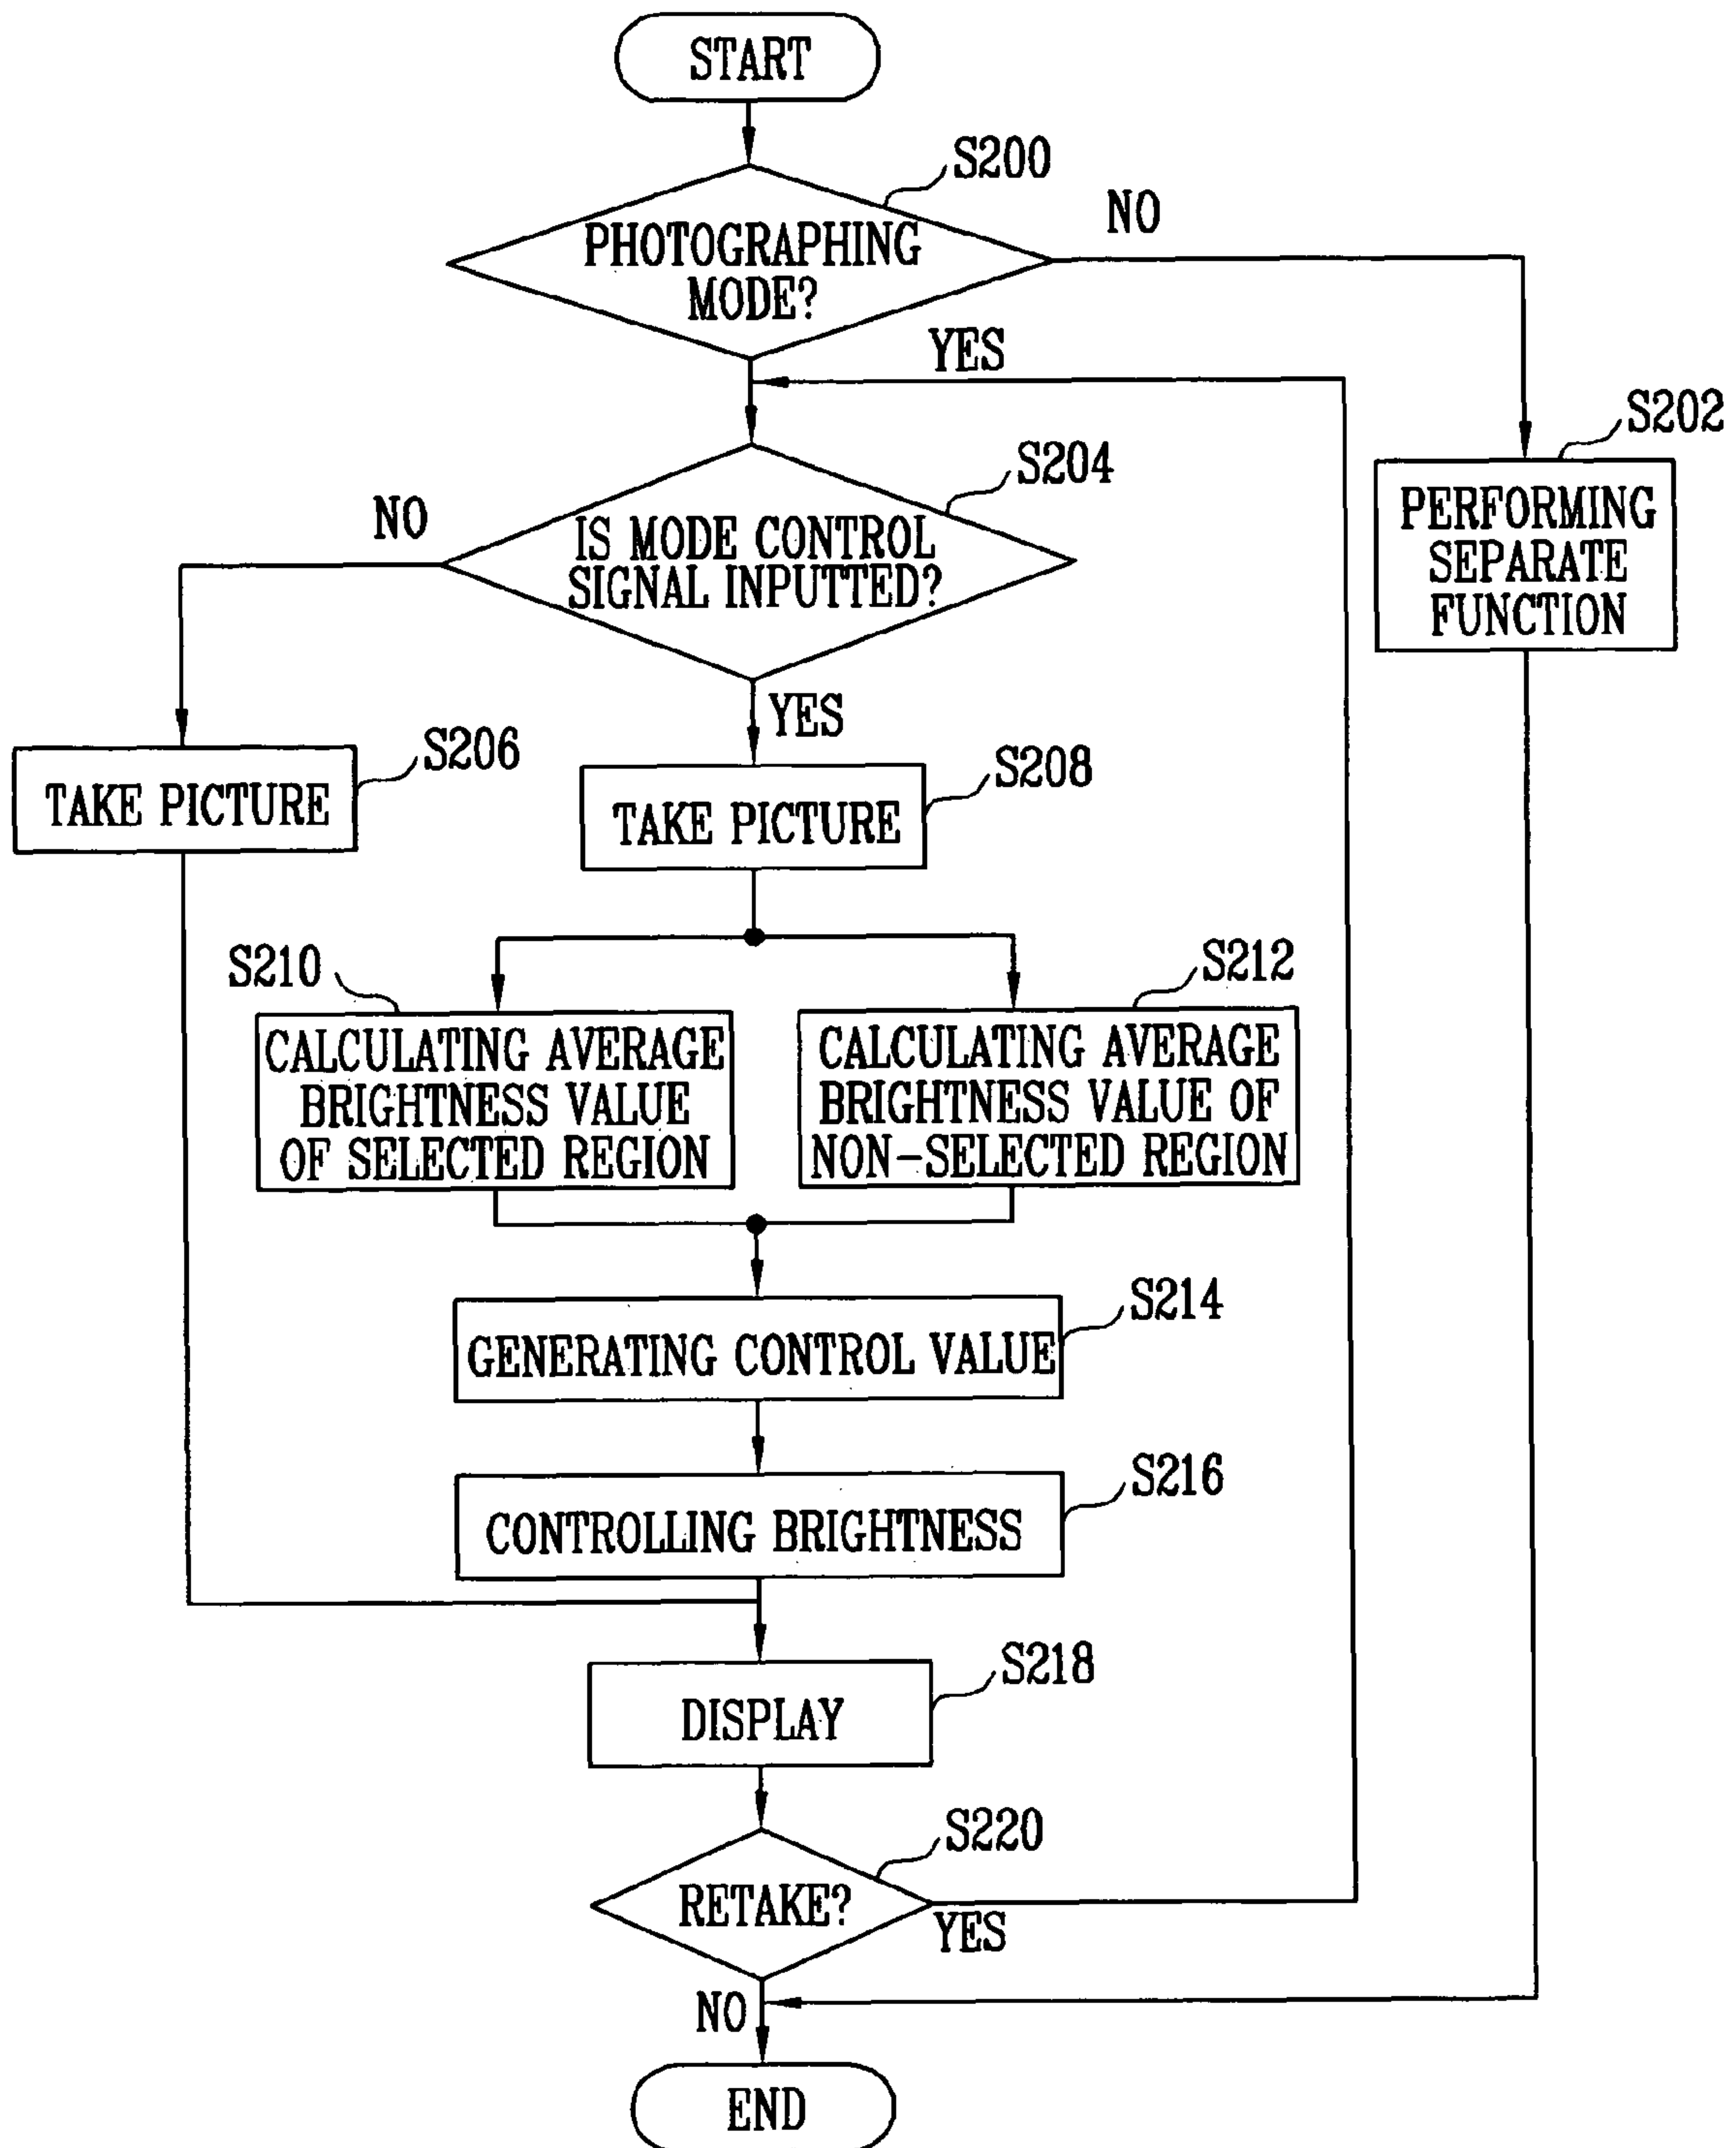 START
S200
NO
PHOTOGRAPHING
MODE?
YES
S202
S204
NO
IS MODE CONTROL
SIGNAL INPUTTED?
PERFORMING
SEPARATE
FUNCTION
YES
S206
S208
TAKE PICTURE
TAKE PICTURE
S210
S212
CALCULATING AVERAGE
BRIGHTNESS VALUE
OF SELECTED REGION
CALCULATING AVERAGE
BRIGHTNESS VALUE OF
NON-SELECTED REGION
S214
GENERATING CONTROL VALUE
S216
CONTROLLING BRIGHTNESS
S218
DISPLAY
S220
RETAKE?
YES
NO
END